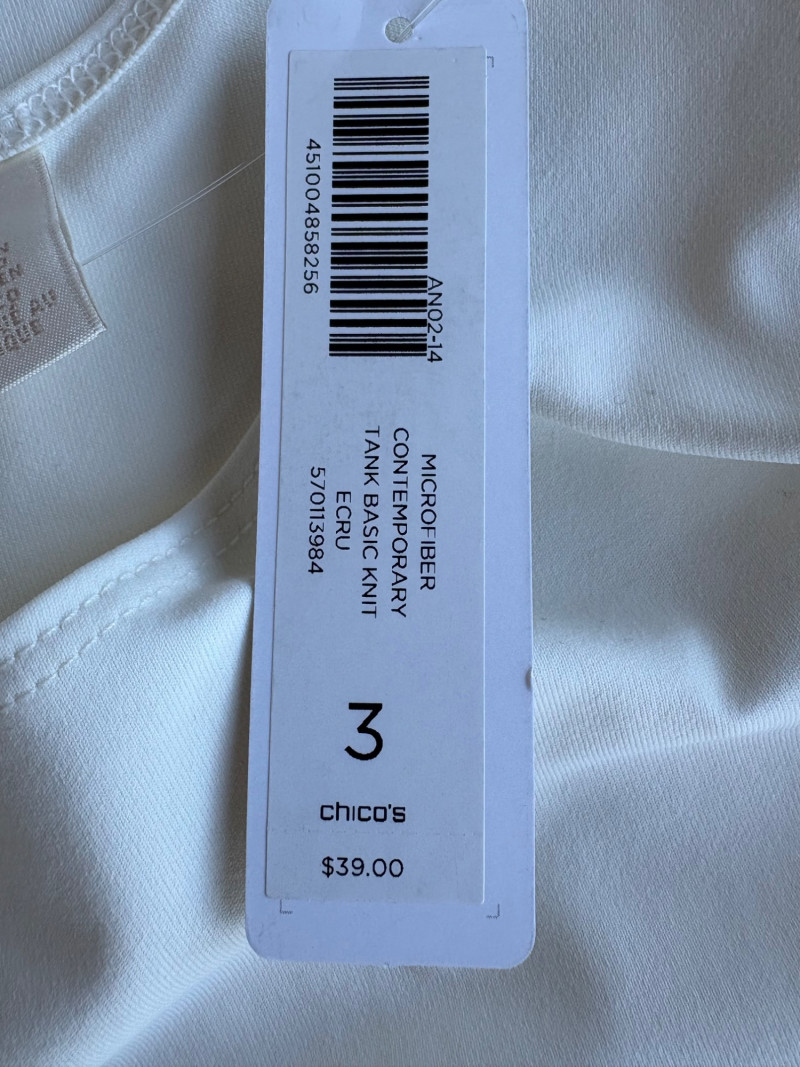 451004858256
AN02-14
MICROFIBER
CONTEMPORARY
TANK BASIC KNIT
ECRU
570113984
3
chico's
$39.00